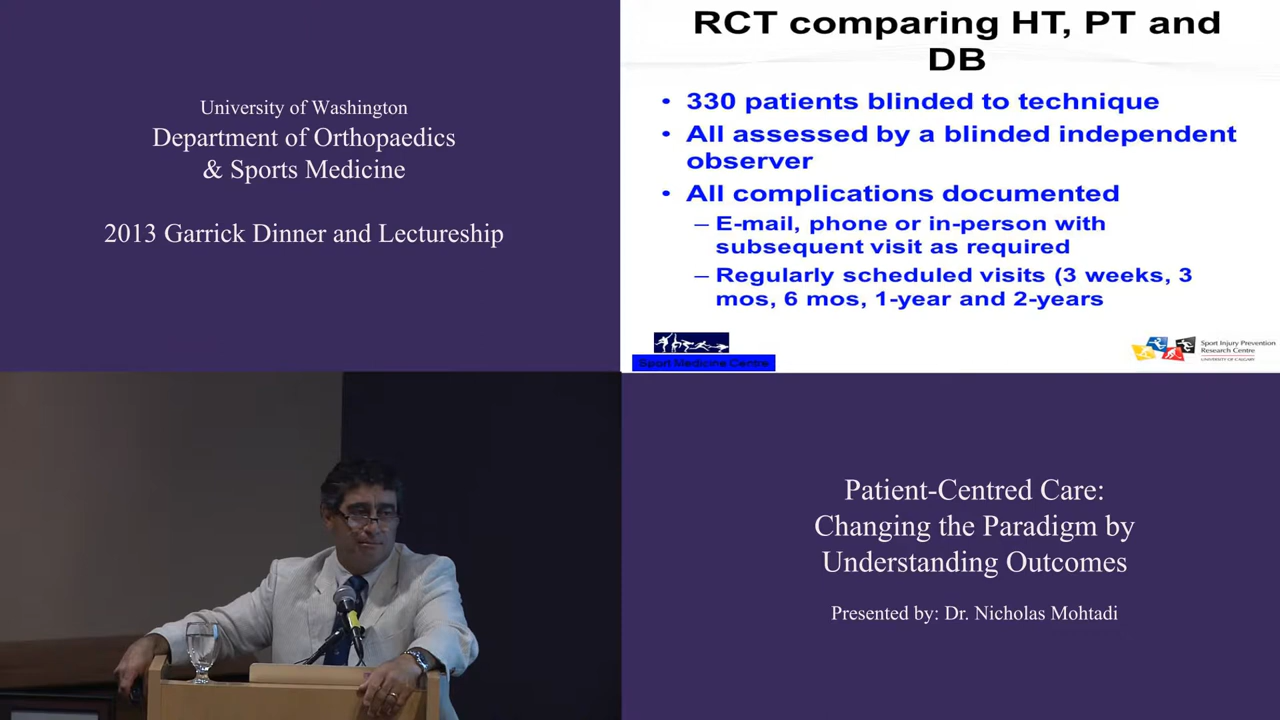 University of Washington
Department of Orthopaedics
& Sports Medicine
2013 Garrick Dinner and Lectureship
RCT comparing HT, PT and
DB
• 330 patients blinded to technique
• All assessed by a blinded independent
observer
• All complications documented
– E-mail, phone or in-person with
subsequent visit as required
– Regularly scheduled visits (3 weeks, 3
mos, 6 mos, 1-year and 2-years
Sport Medicine Centre
Sport Injury Prevention
Research Centre
UNIVERSITY OF CALGARY
Patient-Centred Care:
Changing the Paradigm by
Understanding Outcomes
Presented by: Dr. Nicholas Mohtadi